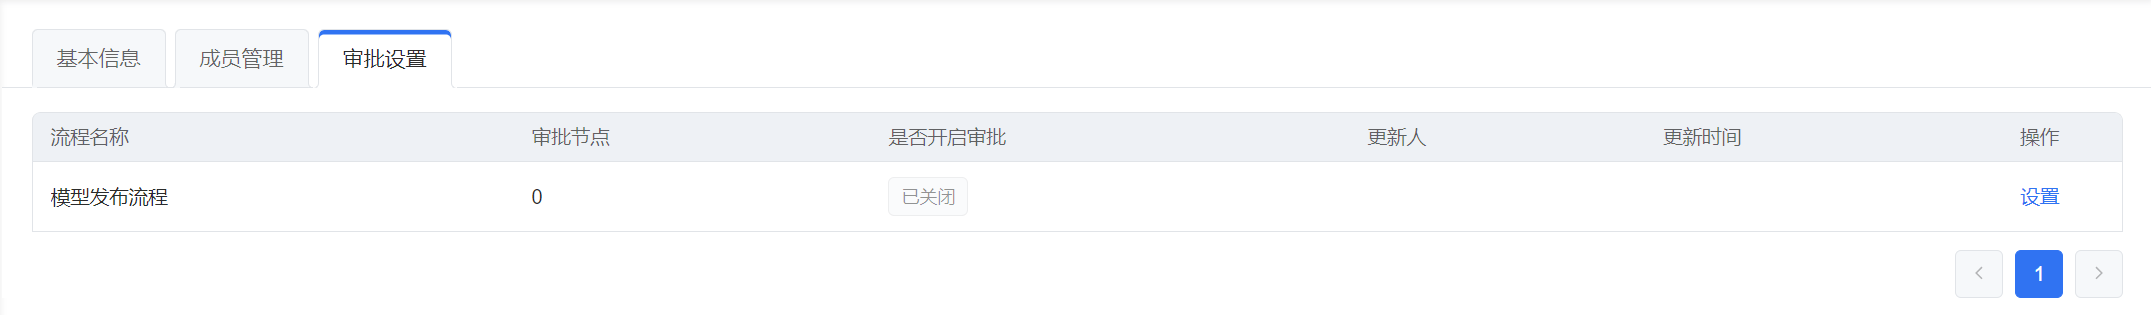 基本信息 成员管理 审批设置
流程名称 审批节点 是否开启审批 更新人 更新时间 操作
模型发布流程 0 已关闭 设置
1